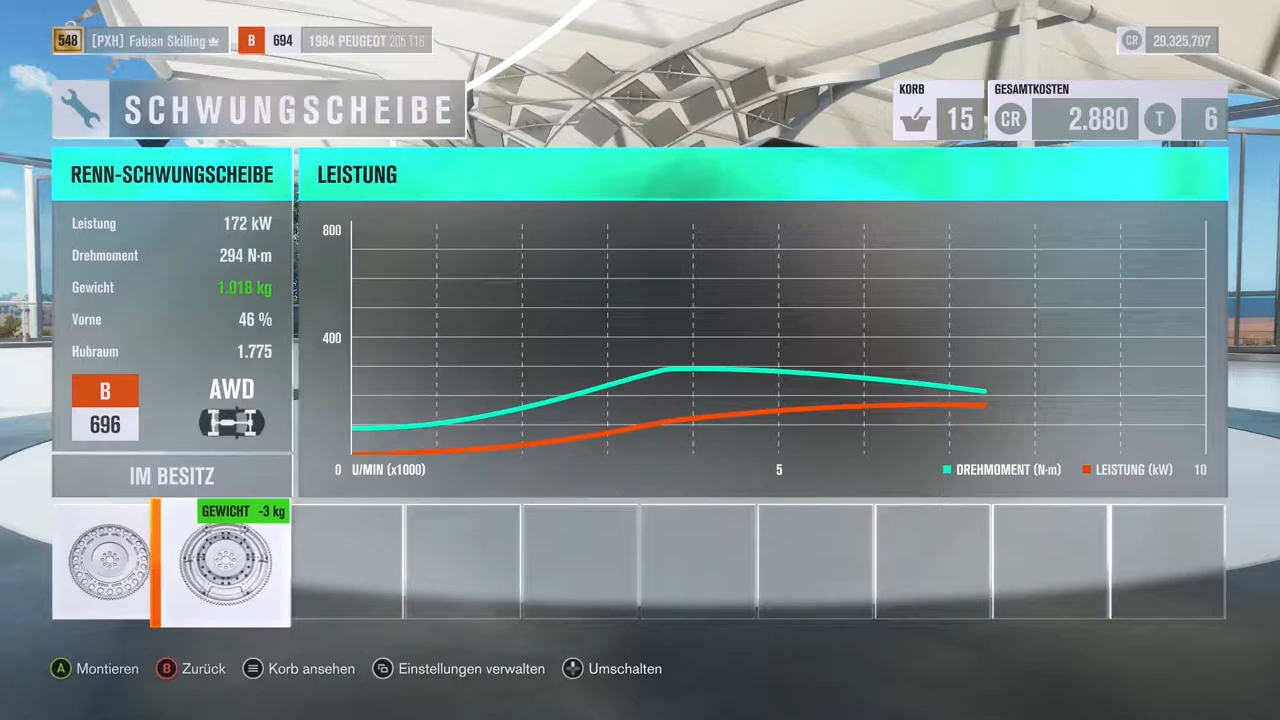 548 [PXH] Fabian Skilling B 694 1984 PEUGEOT 205 T16 CR 29.325.707
SCHWUNGSCHEIBE
KORB 15
GESAMTKOSTEN
CR 2.880 T 6
RENN-SCHWUNGSCHEIBE
Leistung 172 kW
Drehmoment 294 N·m
Gewicht 1.018 kg
Vorne 46 %
Hubraum 1.775
B 696 AWD
IM BESITZ
LEISTUNG
800
400
0 U/MIN (x1000) 5 DREHMOMENT (N·m) LEISTUNG (kW) 10
GEWICHT -3 kg
A Montieren B Zurück Korb ansehen Einstellungen verwalten Umschalten